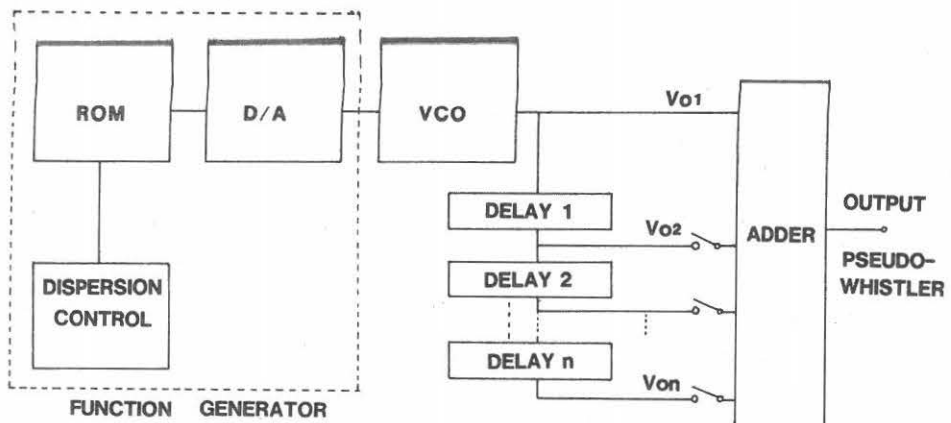 ROM
D/A
VCO
Vo1
DELAY 1
Vo2
ADDER
OUTPUT
PSEUDO-
WHISTLER
DISPERSION
CONTROL
DELAY 2
DELAY n
Von
FUNCTION GENERATOR